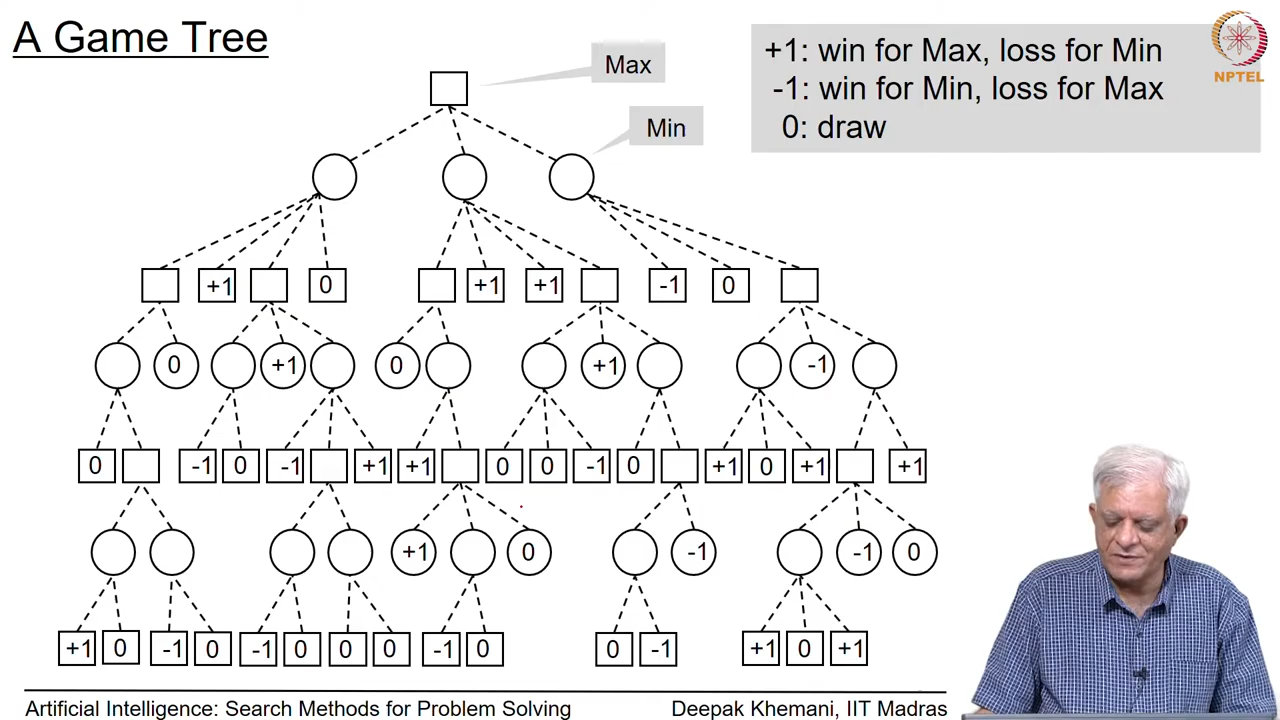 A Game Tree
Max
Min
+1: win for Max, loss for Min
-1: win for Min, loss for Max
0: draw
NPTEL
+1 0 +1 +1 -1 0
0 +1 0 +1 -1
0 -1 0 -1 +1 +1 0 0 -1 0 +1 0 +1 +1
+1 0 -1 -1 0
+1 0 -1 0 -1 0 0 0 -1 0 0 -1 +1 0 +1
Artificial Intelligence: Search Methods for Problem Solving Deepak Khemani, IIT Madras